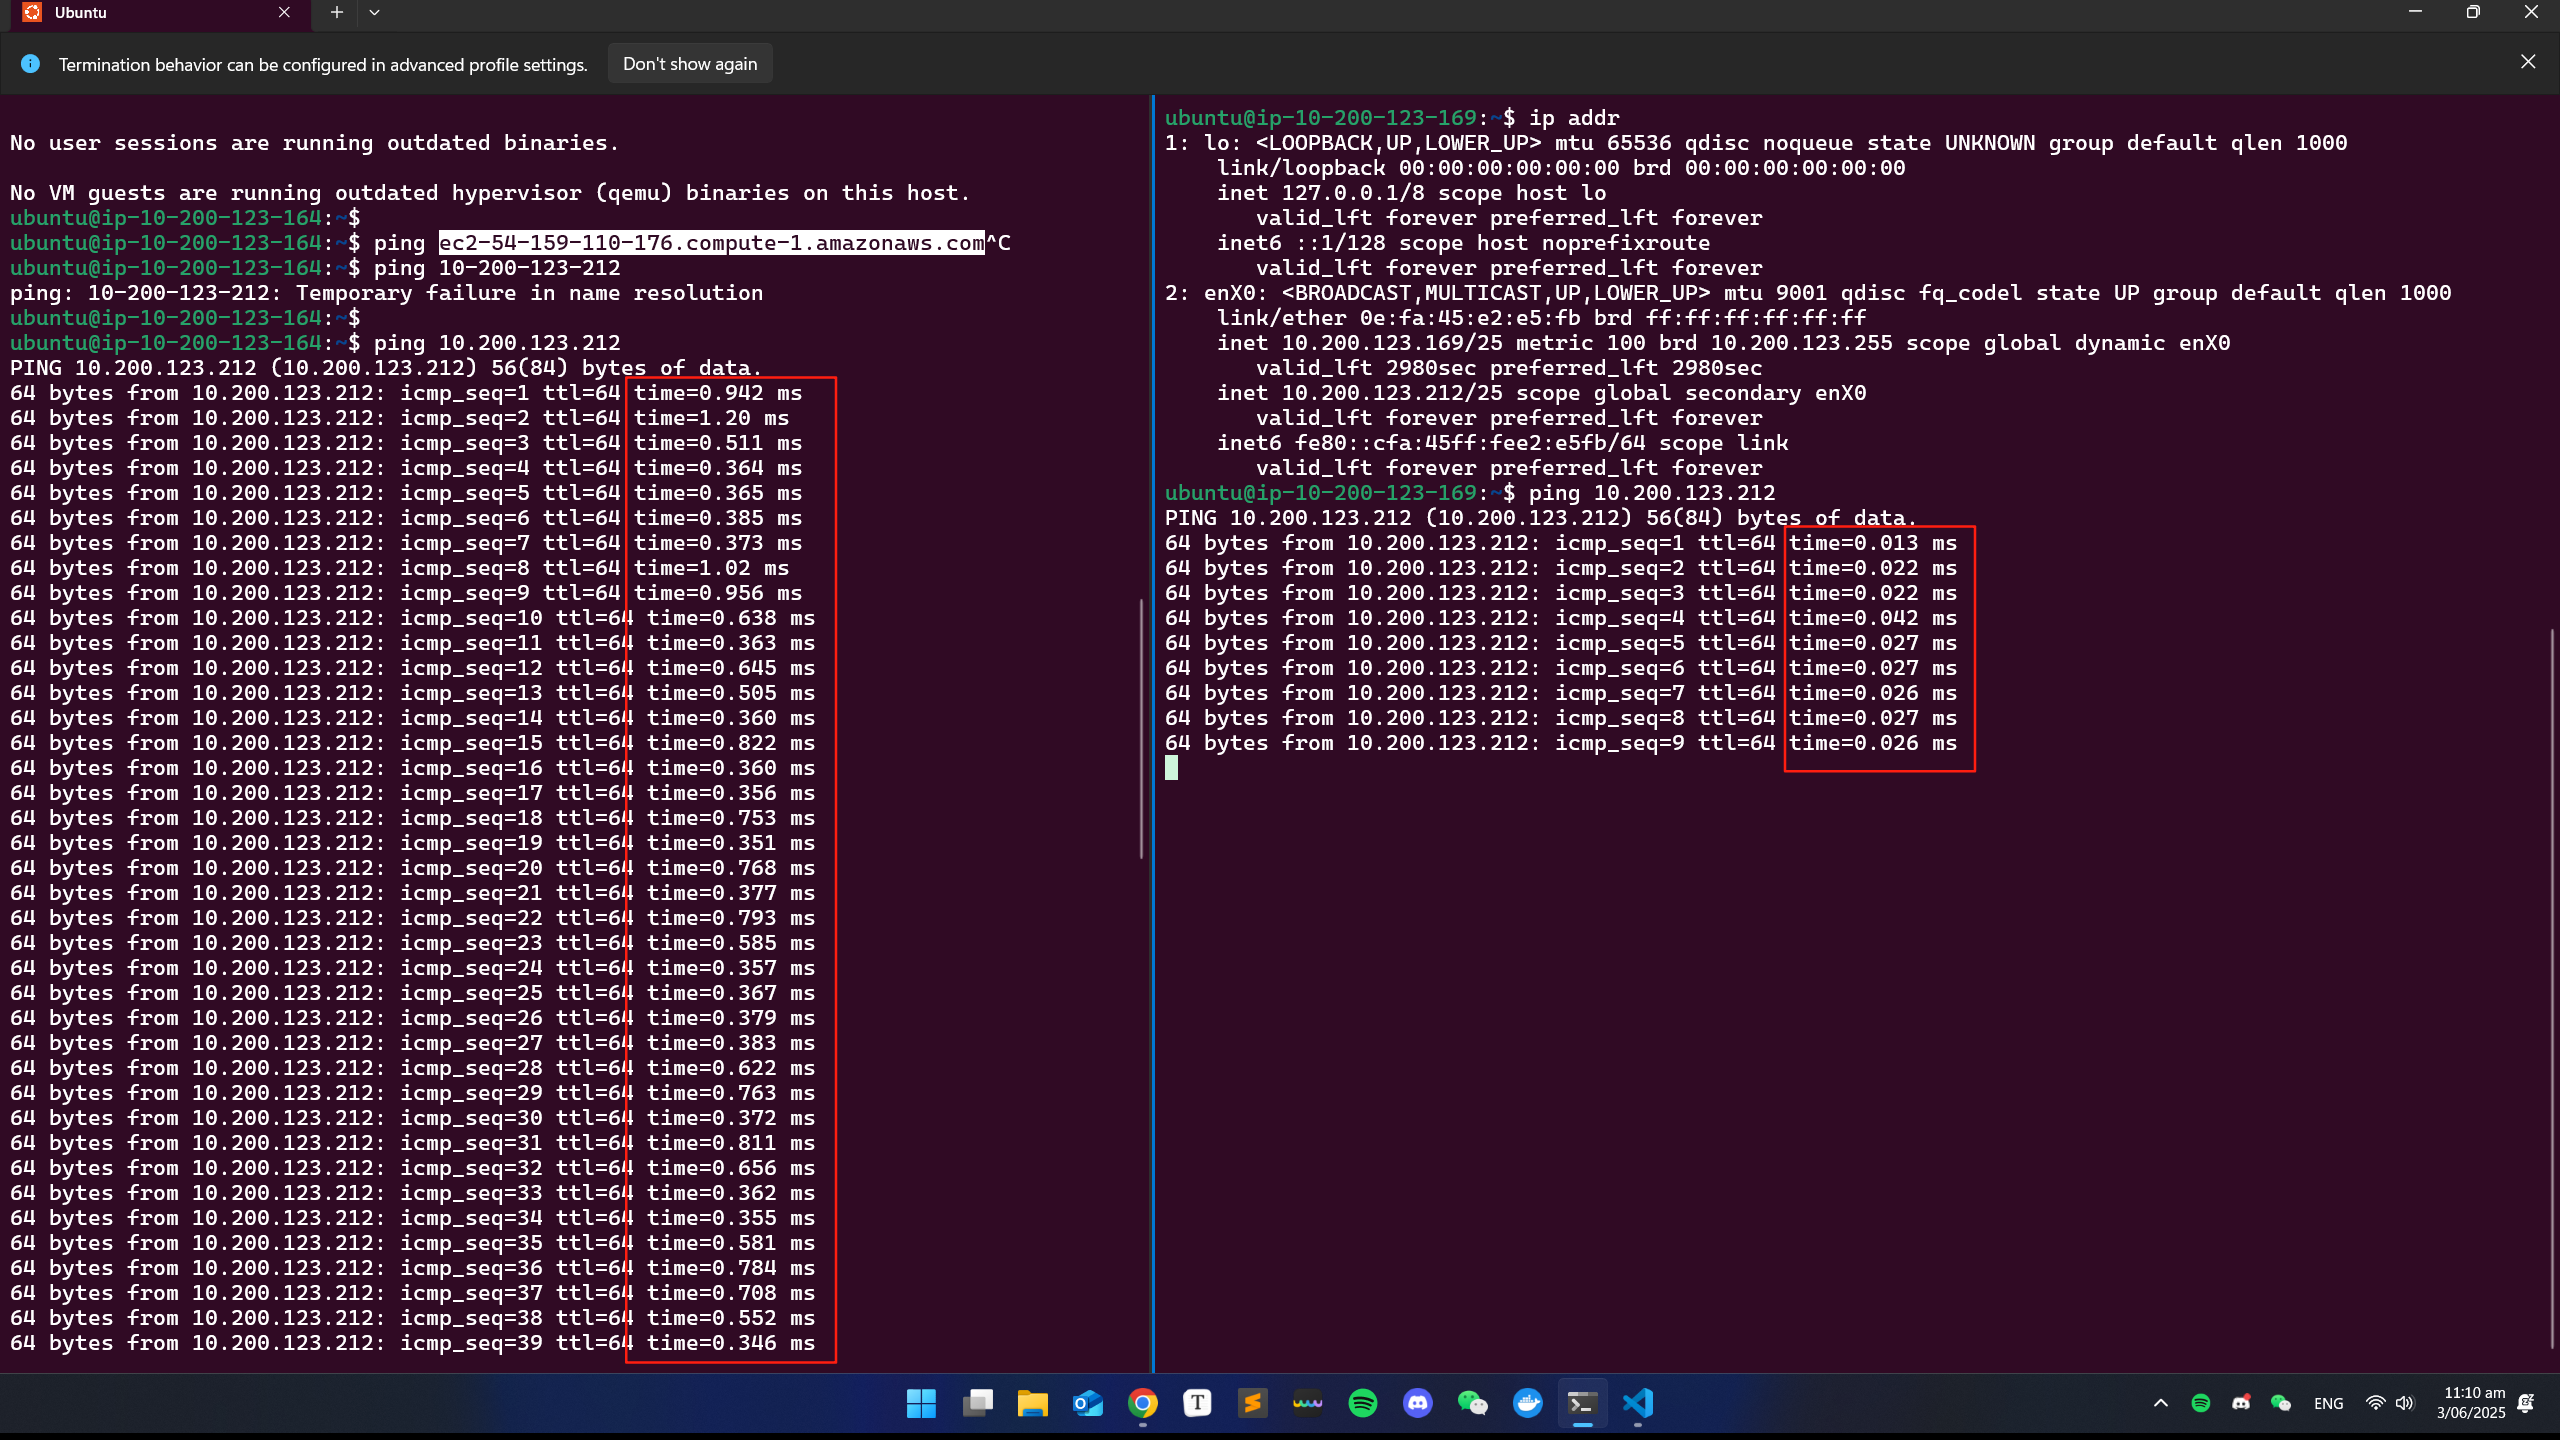 Ubuntu
Termination behavior can be configured in advanced profile settings.
Don't show again
No user sessions are running outdated binaries.
No VM guests are running outdated hypervisor (qemu) binaries on this host.
ubuntu@ip-10-200-123-164:~$
ubuntu@ip-10-200-123-164:~$ ping ec2-54-159-110-176.compute-1.amazonaws.com^C
ubuntu@ip-10-200-123-164:~$ ping 10-200-123-212
ping: 10-200-123-212: Temporary failure in name resolution
ubuntu@ip-10-200-123-164:~$
ubuntu@ip-10-200-123-164:~$ ping 10.200.123.212
PING 10.200.123.212 (10.200.123.212) 56(84) bytes of data.
64 bytes from 10.200.123.212: icmp_seq=1 ttl=64 time=0.942 ms
64 bytes from 10.200.123.212: icmp_seq=2 ttl=64 time=1.20 ms
64 bytes from 10.200.123.212: icmp_seq=3 ttl=64 time=0.511 ms
64 bytes from 10.200.123.212: icmp_seq=4 ttl=64 time=0.364 ms
64 bytes from 10.200.123.212: icmp_seq=5 ttl=64 time=0.365 ms
64 bytes from 10.200.123.212: icmp_seq=6 ttl=64 time=0.385 ms
64 bytes from 10.200.123.212: icmp_seq=7 ttl=64 time=0.373 ms
64 bytes from 10.200.123.212: icmp_seq=8 ttl=64 time=1.02 ms
64 bytes from 10.200.123.212: icmp_seq=9 ttl=64 time=0.956 ms
64 bytes from 10.200.123.212: icmp_seq=10 ttl=64 time=0.638 ms
64 bytes from 10.200.123.212: icmp_seq=11 ttl=64 time=0.363 ms
64 bytes from 10.200.123.212: icmp_seq=12 ttl=64 time=0.645 ms
64 bytes from 10.200.123.212: icmp_seq=13 ttl=64 time=0.505 ms
64 bytes from 10.200.123.212: icmp_seq=14 ttl=64 time=0.360 ms
64 bytes from 10.200.123.212: icmp_seq=15 ttl=64 time=0.822 ms
64 bytes from 10.200.123.212: icmp_seq=16 ttl=64 time=0.360 ms
64 bytes from 10.200.123.212: icmp_seq=17 ttl=64 time=0.356 ms
64 bytes from 10.200.123.212: icmp_seq=18 ttl=64 time=0.753 ms
64 bytes from 10.200.123.212: icmp_seq=19 ttl=64 time=0.351 ms
64 bytes from 10.200.123.212: icmp_seq=20 ttl=64 time=0.768 ms
64 bytes from 10.200.123.212: icmp_seq=21 ttl=64 time=0.377 ms
64 bytes from 10.200.123.212: icmp_seq=22 ttl=64 time=0.793 ms
64 bytes from 10.200.123.212: icmp_seq=23 ttl=64 time=0.585 ms
64 bytes from 10.200.123.212: icmp_seq=24 ttl=64 time=0.357 ms
64 bytes from 10.200.123.212: icmp_seq=25 ttl=64 time=0.367 ms
64 bytes from 10.200.123.212: icmp_seq=26 ttl=64 time=0.379 ms
64 bytes from 10.200.123.212: icmp_seq=27 ttl=64 time=0.383 ms
64 bytes from 10.200.123.212: icmp_seq=28 ttl=64 time=0.622 ms
64 bytes from 10.200.123.212: icmp_seq=29 ttl=64 time=0.763 ms
64 bytes from 10.200.123.212: icmp_seq=30 ttl=64 time=0.372 ms
64 bytes from 10.200.123.212: icmp_seq=31 ttl=64 time=0.811 ms
64 bytes from 10.200.123.212: icmp_seq=32 ttl=64 time=0.656 ms
64 bytes from 10.200.123.212: icmp_seq=33 ttl=64 time=0.362 ms
64 bytes from 10.200.123.212: icmp_seq=34 ttl=64 time=0.355 ms
64 bytes from 10.200.123.212: icmp_seq=35 ttl=64 time=0.581 ms
64 bytes from 10.200.123.212: icmp_seq=36 ttl=64 time=0.784 ms
64 bytes from 10.200.123.212: icmp_seq=37 ttl=64 time=0.708 ms
64 bytes from 10.200.123.212: icmp_seq=38 ttl=64 time=0.552 ms
64 bytes from 10.200.123.212: icmp_seq=39 ttl=64 time=0.346 ms
ubuntu@ip-10-200-123-169:~$ ip addr
1: lo: <LOOPBACK,UP,LOWER_UP> mtu 65536 qdisc noqueue state UNKNOWN group default qlen 1000
link/loopback 00:00:00:00:00:00 brd 00:00:00:00:00:00
inet 127.0.0.1/8 scope host lo
valid_lft forever preferred_lft forever
inet6 ::1/128 scope host noprefixroute
valid_lft forever preferred_lft forever
2: enX0: <BROADCAST,MULTICAST,UP,LOWER_UP> mtu 9001 qdisc fq_codel state UP group default qlen 1000
link/ether 0e:fa:45:e2:e5:fb brd ff:ff:ff:ff:ff:ff
inet 10.200.123.169/25 metric 100 brd 10.200.123.255 scope global dynamic enX0
valid_lft 2980sec preferred_lft 2980sec
inet 10.200.123.212/25 scope global secondary enX0
valid_lft forever preferred_lft forever
inet6 fe80::cfa:45ff:fee2:e5fb/64 scope link
valid_lft forever preferred_lft forever
ubuntu@ip-10-200-123-169:~$ ping 10.200.123.212
PING 10.200.123.212 (10.200.123.212) 56(84) bytes of data.
64 bytes from 10.200.123.212: icmp_seq=1 ttl=64 time=0.013 ms
64 bytes from 10.200.123.212: icmp_seq=2 ttl=64 time=0.022 ms
64 bytes from 10.200.123.212: icmp_seq=3 ttl=64 time=0.022 ms
64 bytes from 10.200.123.212: icmp_seq=4 ttl=64 time=0.042 ms
64 bytes from 10.200.123.212: icmp_seq=5 ttl=64 time=0.027 ms
64 bytes from 10.200.123.212: icmp_seq=6 ttl=64 time=0.027 ms
64 bytes from 10.200.123.212: icmp_seq=7 ttl=64 time=0.026 ms
64 bytes from 10.200.123.212: icmp_seq=8 ttl=64 time=0.027 ms
64 bytes from 10.200.123.212: icmp_seq=9 ttl=64 time=0.026 ms
T
ENG
11:10 am
3/06/2025